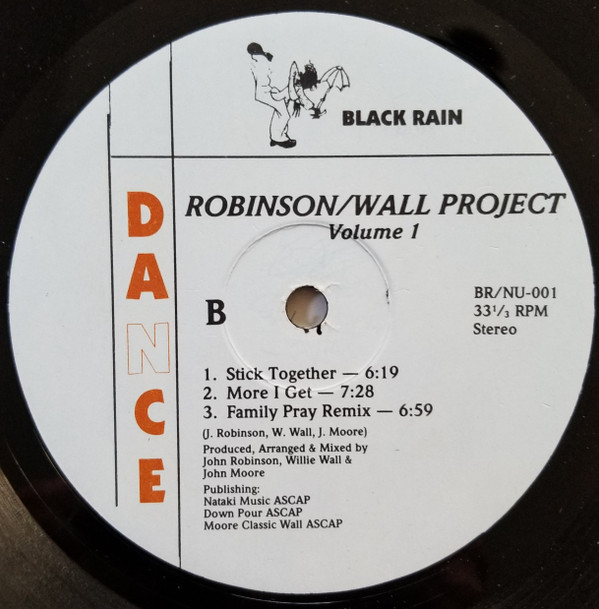 BLACK RAIN
DANCE
ROBINSON/WALL PROJECT
Volume 1
B
BR/NU-001
33¹/₃ RPM
Stereo
1. Stick Together — 6:19
2. More I Get — 7:28
3. Family Pray Remix — 6:59
(J. Robinson, W. Wall, J. Moore)
Produced, Arranged & Mixed by
John Robinson, Willie Wall &
John Moore
Publishing:
Nataki Music ASCAP
Down Pour ASCAP
Moore Classic Wall ASCAP